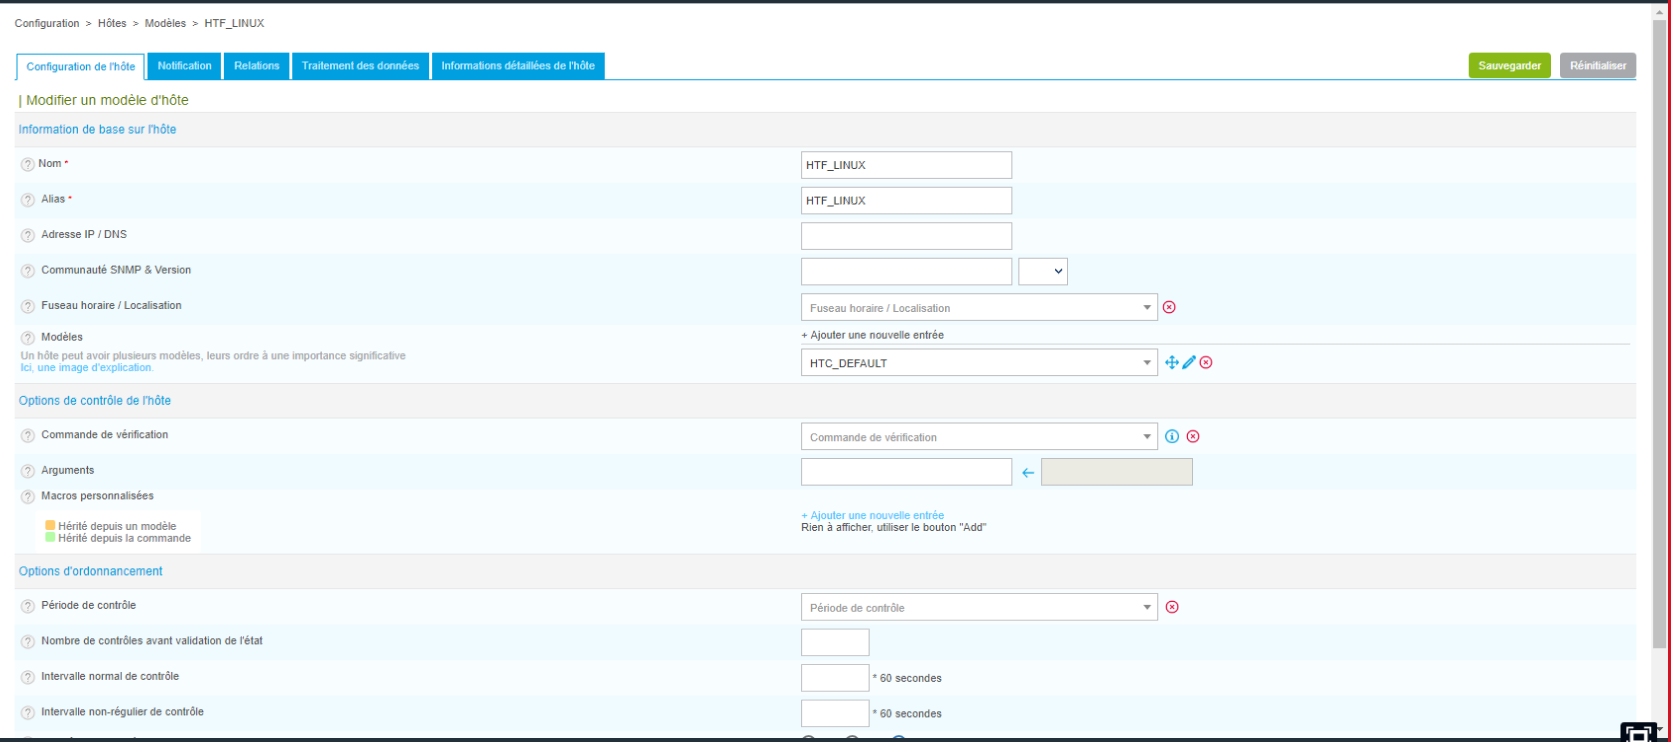 Configuration > Hôtes > Modèles > HTF_LINUX
Configuration de l'hôte Notification Relations Traitement des données Informations détaillées de l'hôte Sauvegarder Réinitialiser
| Modifier un modèle d'hôte
Information de base sur l'hôte
? Nom * HTF_LINUX
? Alias * HTF_LINUX
? Adresse IP / DNS
? Communauté SNMP & Version
? Fuseau horaire / Localisation Fuseau horaire / Localisation
? Modèles + Ajouter une nouvelle entrée
Un hôte peut avoir plusieurs modèles, leurs ordre à une importance significative
Ici, une image d'explication. HTC_DEFAULT
Options de contrôle de l'hôte
? Commande de vérification Commande de vérification
? Arguments
? Macros personnalisées
+ Ajouter une nouvelle entrée
Hérité depuis un modèle Rien à afficher, utiliser le bouton "Add"
Hérité depuis la commande
Options d'ordonnancement
? Période de contrôle Période de contrôle
? Nombre de contrôles avant validation de l'état
? Intervalle normal de contrôle * 60 secondes
? Intervalle non-régulier de contrôle * 60 secondes